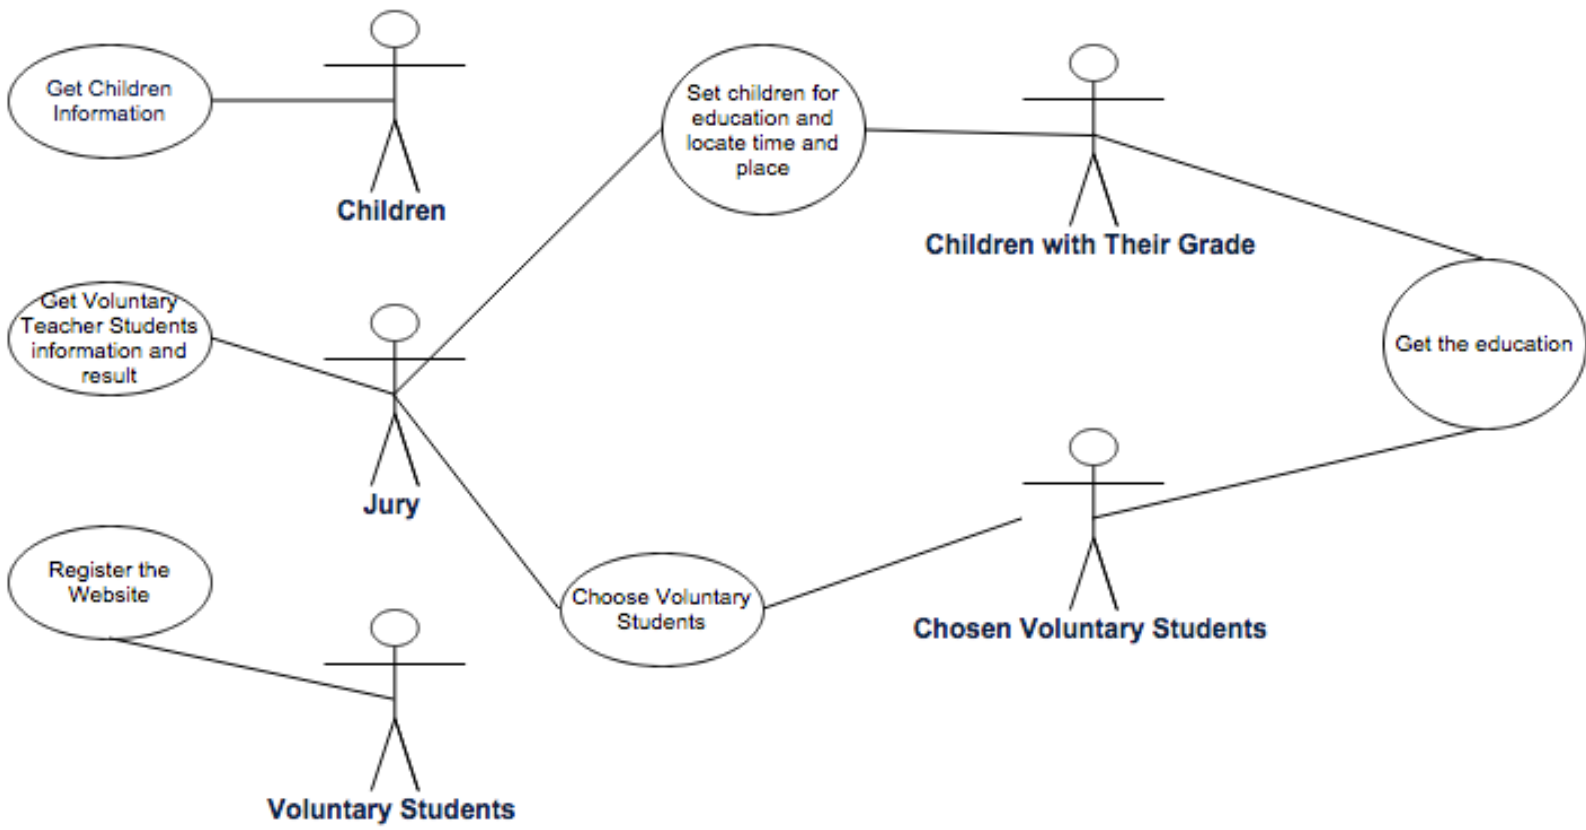 Get Children
Information
Children
Set children for
education and
locate time and
place
Children with Their Grade
Get Voluntary
Teacher Students
information and
result
Jury
Get the education
Register the
Website
Choose Voluntary
Students
Chosen Voluntary Students
Voluntary Students